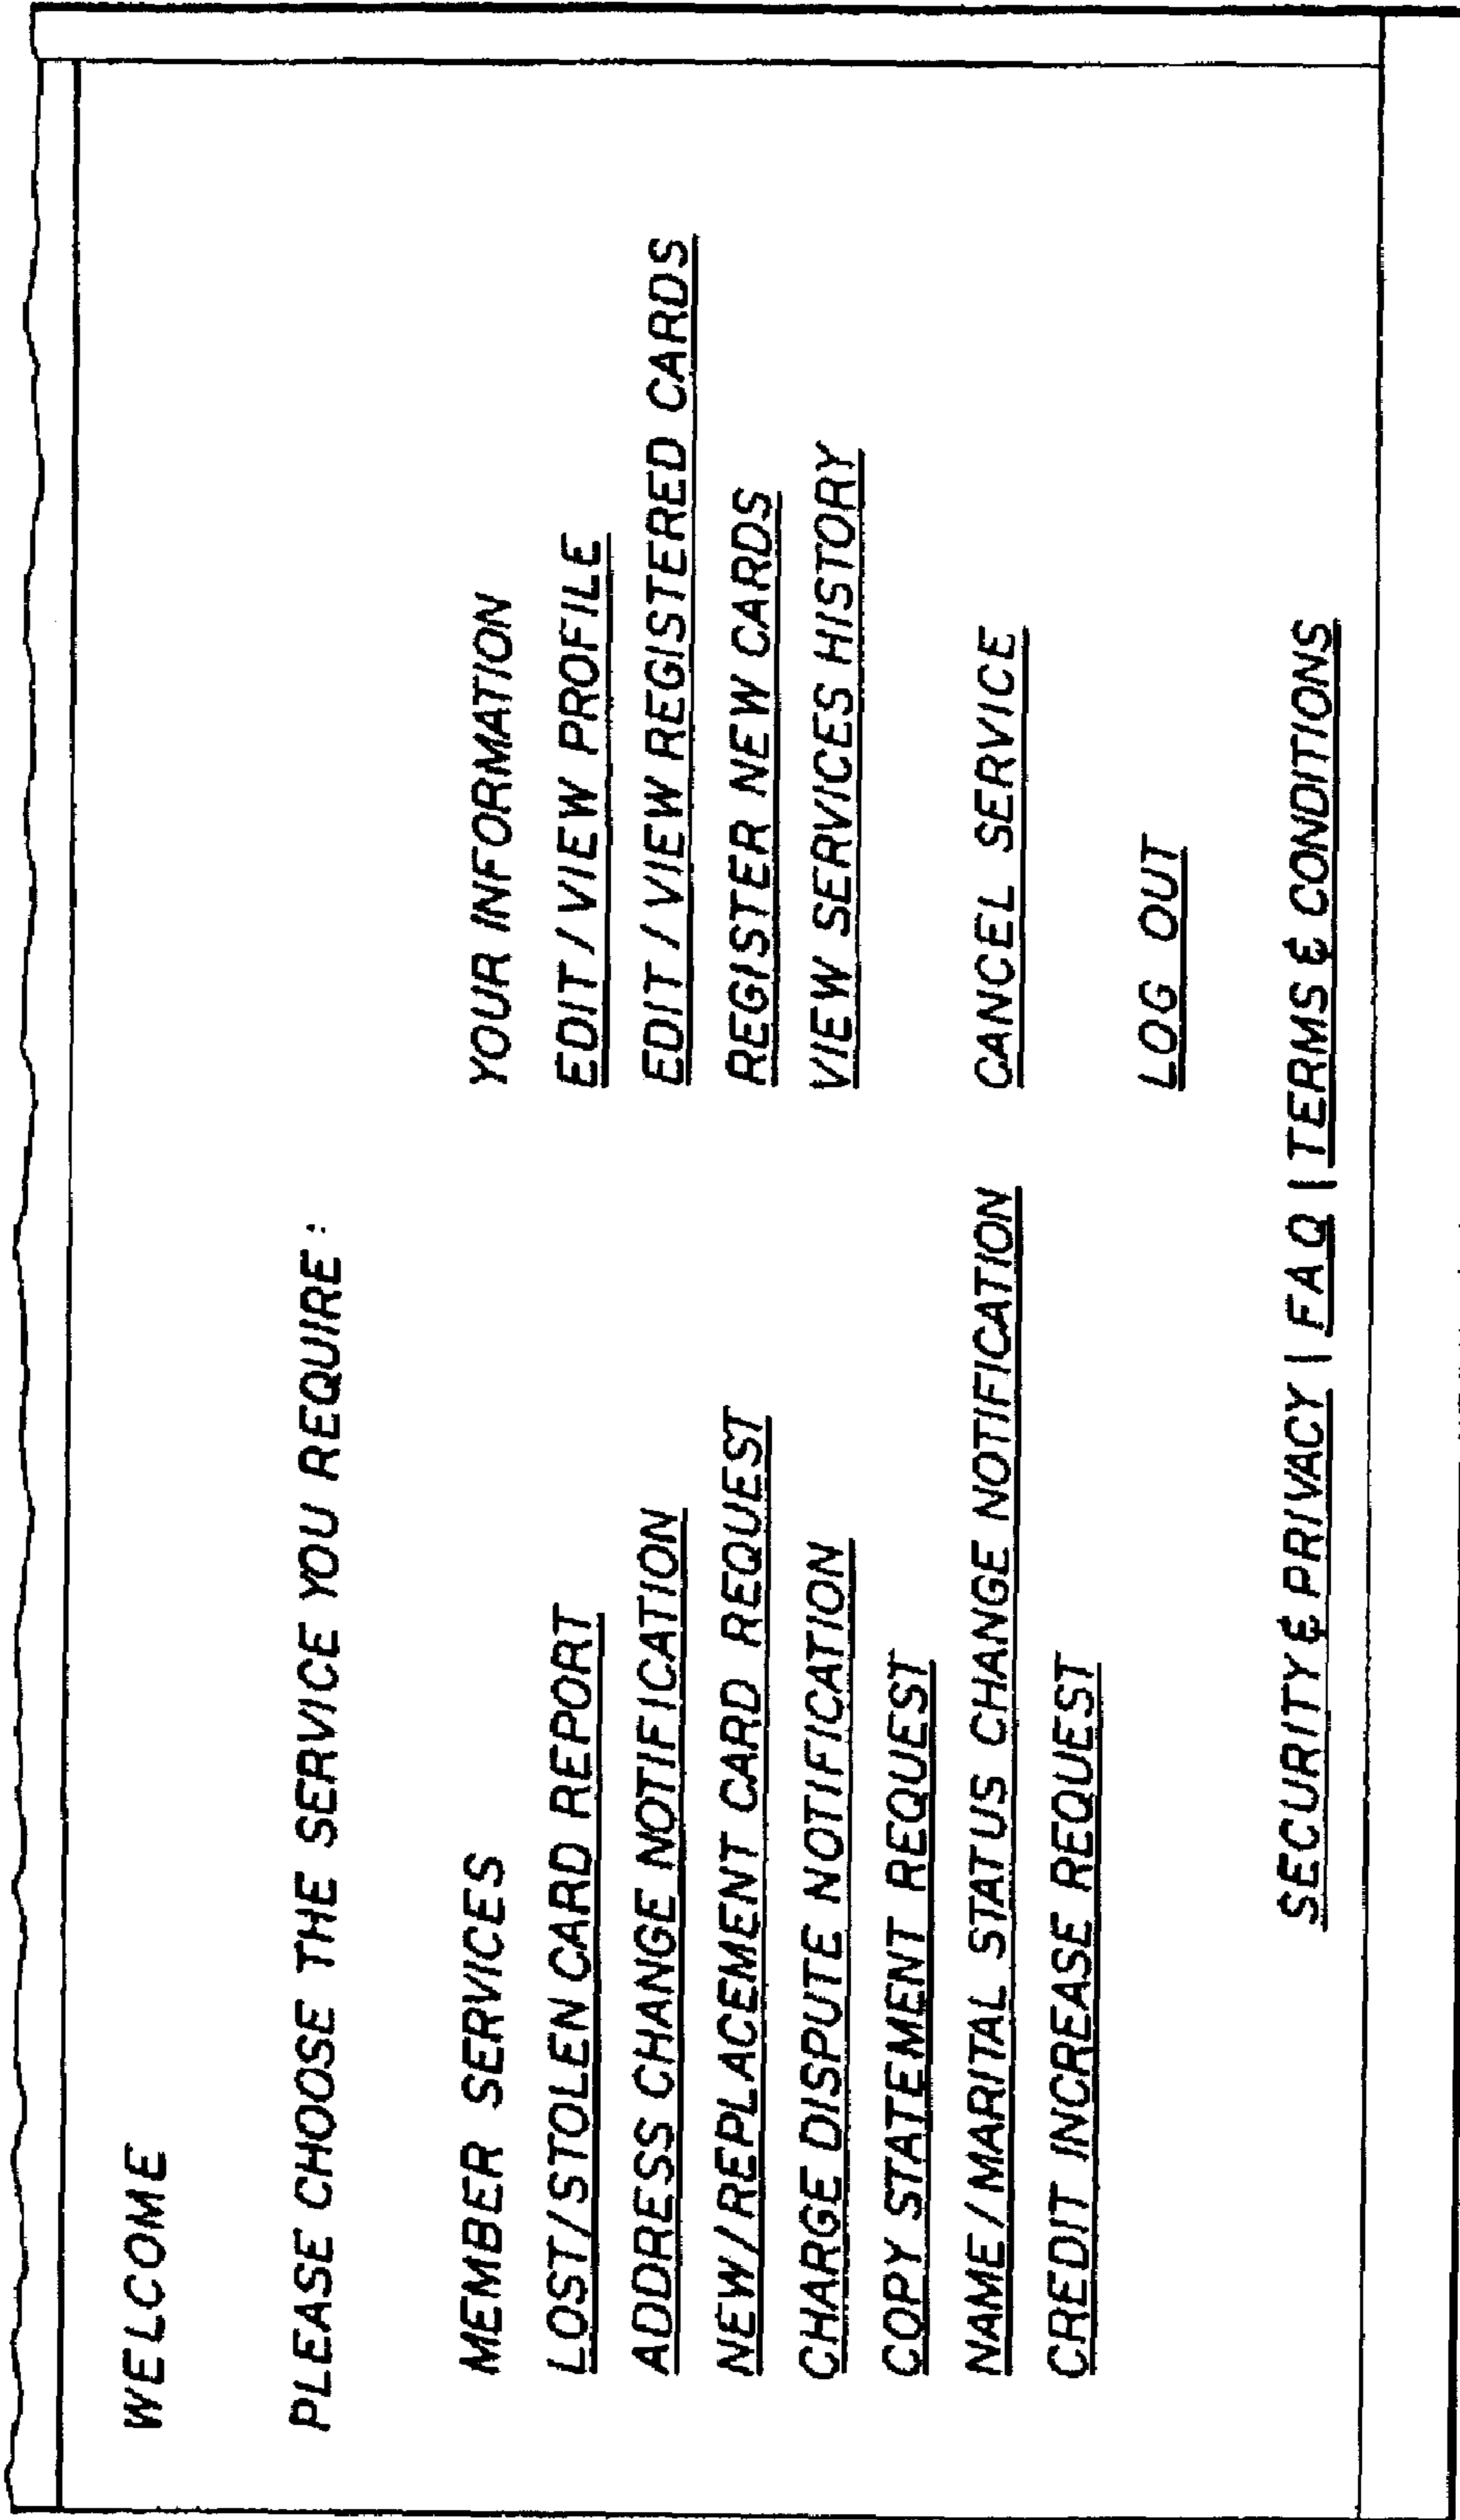 WELCOME
PLEASE CHOOSE THE SERVICE YOU REQUIRE:
MEMBER SERVICES
LOST/STOLEN CARD REPORT
ADDRESS CHANGE NOTIFICATION
NEW/REPLACEMENT CARD REQUEST
CHARGE DISPUTE NOTIFICATION
COPY STATEMENT REQUEST
NAME/MARITAL STATUS CHANGE NOTIFICATION
CREDIT INCREASE REQUEST
YOUR INFORMATION
EDIT/VIEW PROFILE
EDIT/VIEW REGISTERED CARDS
REGISTER NEW CARDS
VIEW SERVICES HISTORY
CANCEL SERVICE
LOG OUT
SECURITY & PRIVACY | FAQ | TERMS & CONDITIONS